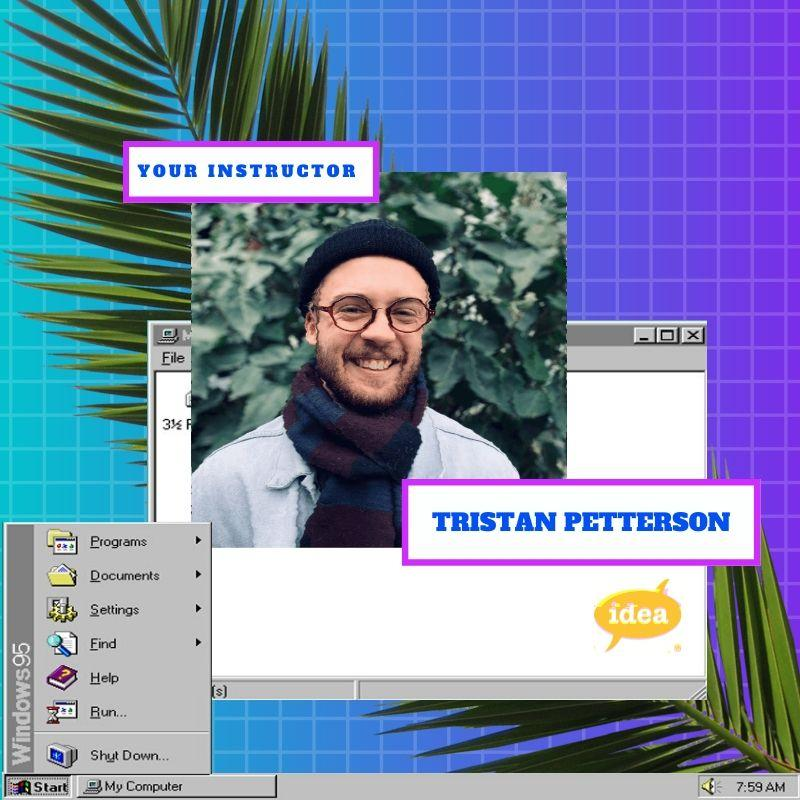 YOUR INSTRUCTOR
File
3½
TRISTAN PETTERSON
idea
®
Programs
Documents
Settings
Find
Help
Run...
Shut Down...
Windows95
(s)
Start
My Computer
7:59 AM